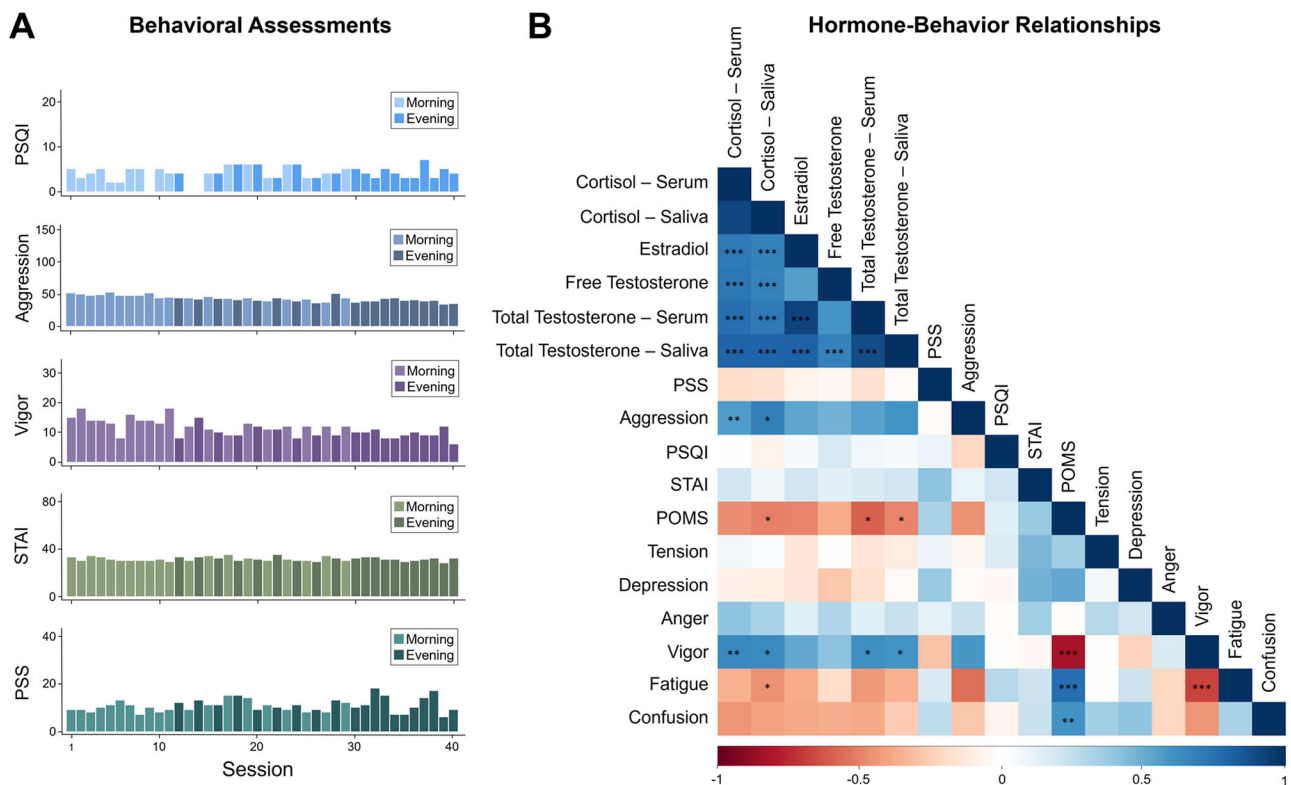 A
Behavioral Assessments
PSQI
20
10
0
Morning
Evening
Aggression
150
100
50
0
Morning
Evening
Vigor
30
20
10
0
Morning
Evening
STAI
80
40
0
Morning
Evening
PSS
40
20
0
Morning
Evening
1
10
20
30
40
Session
B
Hormone-Behavior Relationships
Cortisol – Serum
Cortisol – Saliva
Estradiol
Free Testosterone
Total Testosterone – Serum
Total Testosterone – Saliva
PSS
Aggression
PSQI
STAI
POMS
Tension
Depression
Anger
Vigor
Fatigue
Confusion
Cortisol – Serum
Cortisol – Saliva
Estradiol *** ***
Free Testosterone *** ***
Total Testosterone – Serum *** *** ***
Total Testosterone – Saliva *** *** *** *** ***
PSS
Aggression ** *
PSQI
STAI
POMS * * *
Tension
Depression
Anger
Vigor ** * * * ***
Fatigue * *** ***
Confusion **
-1
-0.5
0
0.5
1